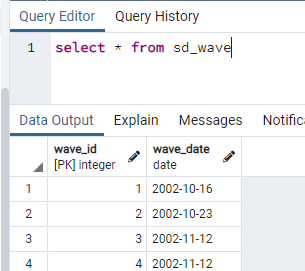 Query Editor Query History
1 select * from sd_wave
Data Output Explain Messages Notific
wave_id wave_date
[PK] integer date
1 1 2002-10-16
2 2 2002-10-23
3 3 2002-11-12
4 4 2002-11-12